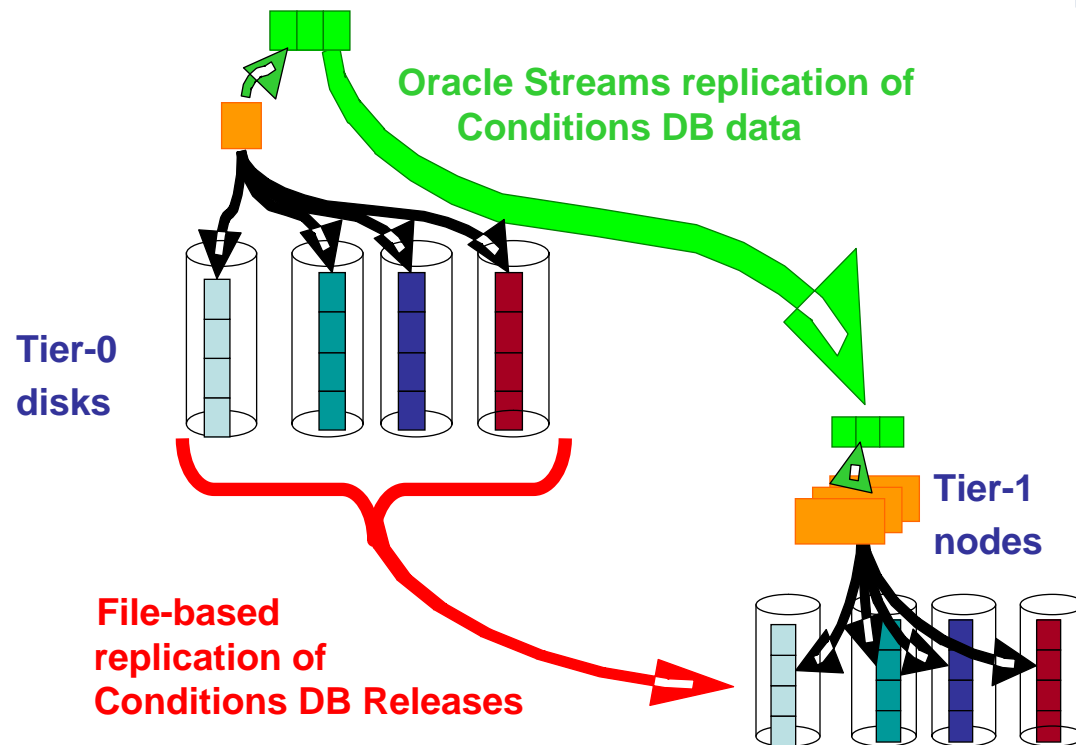 Oracle Streams replication of
Conditions DB data
Tier-0
disks
Tier-1
nodes
File-based
replication of
Conditions DB Releases